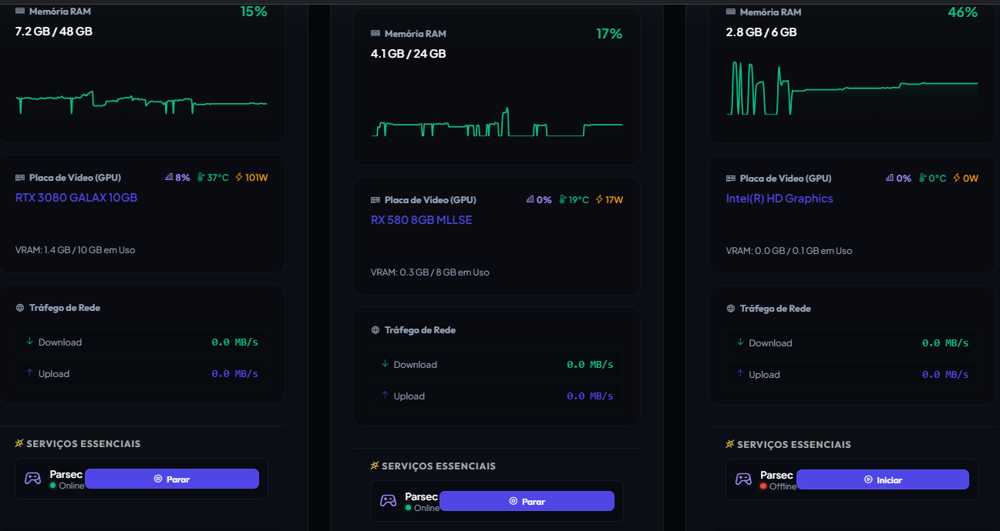 Memória RAM 15%
7.2 GB / 48 GB
Placa de Vídeo (GPU) 8% 37°C 101W
RTX 3080 GALAX 10GB
VRAM: 1.4 GB / 10 GB em Uso
Tráfego de Rede
Download 0.0 MB/s
Upload 0.0 MB/s
SERVIÇOS ESSENCIAIS
Parsec
Online
Parar
Memória RAM 17%
4.1 GB / 24 GB
Placa de Vídeo (GPU) 0% 19°C 17W
RX 580 8GB MLLSE
VRAM: 0.3 GB / 8 GB em Uso
Tráfego de Rede
Download 0.0 MB/s
Upload 0.0 MB/s
SERVIÇOS ESSENCIAIS
Parsec
Online
Parar
Memória RAM 46%
2.8 GB / 6 GB
Placa de Vídeo (GPU) 0% 0°C 0W
Intel(R) HD Graphics
VRAM: 0.0 GB / 0.1 GB em Uso
Tráfego de Rede
Download 0.0 MB/s
Upload 0.0 MB/s
SERVIÇOS ESSENCIAIS
Parsec
Offline
Iniciar